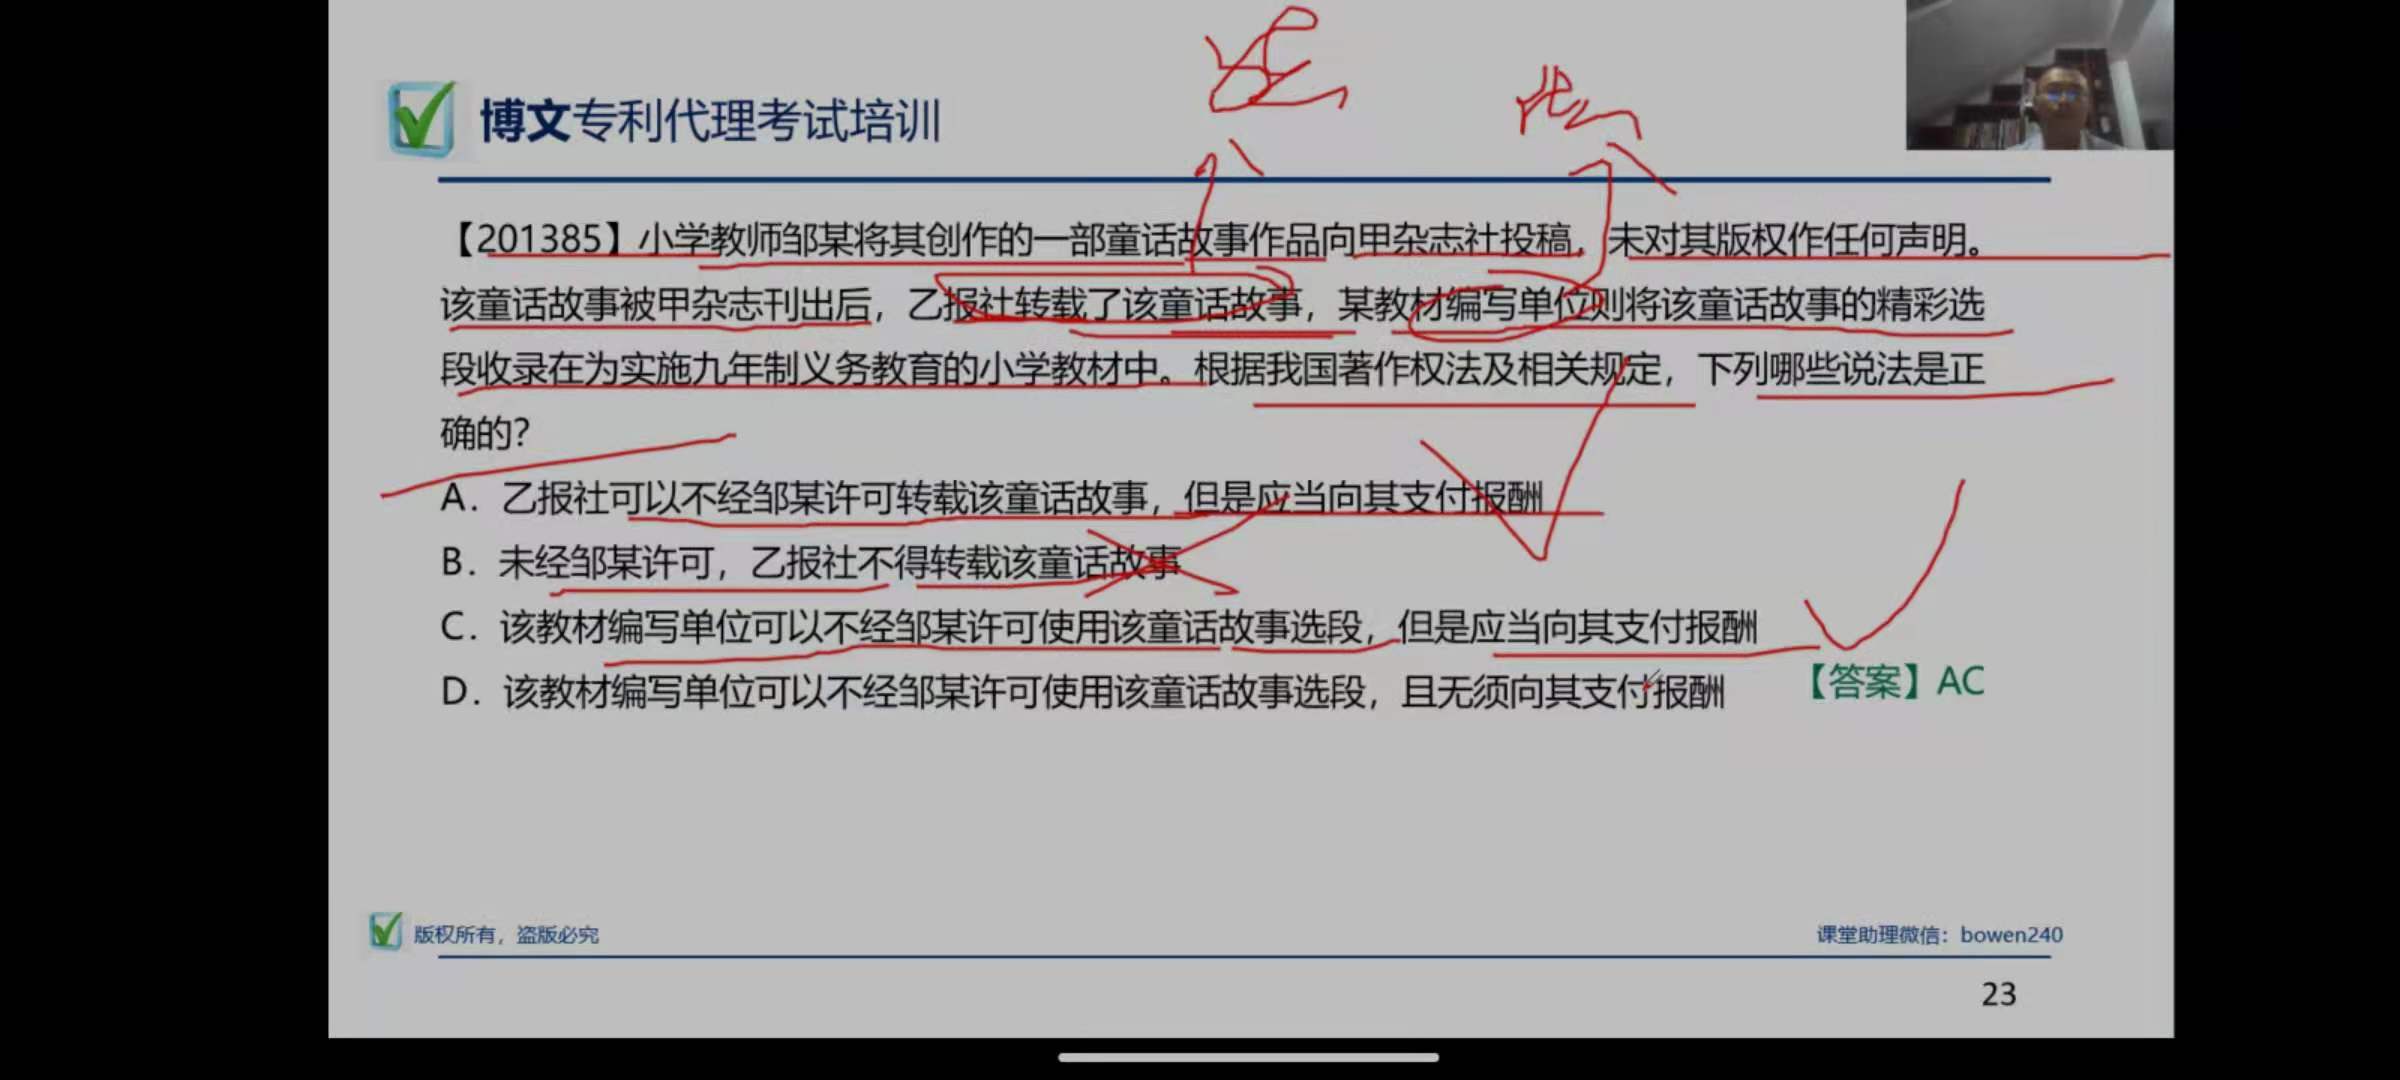 博文专利代理考试培训
【201385】小学教师邹某将其创作的一部童话故事作品向甲杂志社投稿，未对其版权作任何声明。
该童话故事被甲杂志刊出后，乙报社转载了该童话故事，某教材编写单位则将该童话故事的精彩选
段收录在为实施九年制义务教育的小学教材中。根据我国著作权法及相关规定，下列哪些说法是正
确的？
A．乙报社可以不经邹某许可转载该童话故事，但是应当向其支付报酬
B．未经邹某许可，乙报社不得转载该童话故事
C．该教材编写单位可以不经邹某许可使用该童话故事选段，但是应当向其支付报酬
D．该教材编写单位可以不经邹某许可使用该童话故事选段，且无须向其支付报酬
【答案】AC
版权所有，盗版必究
课堂助理微信：bowen240
23